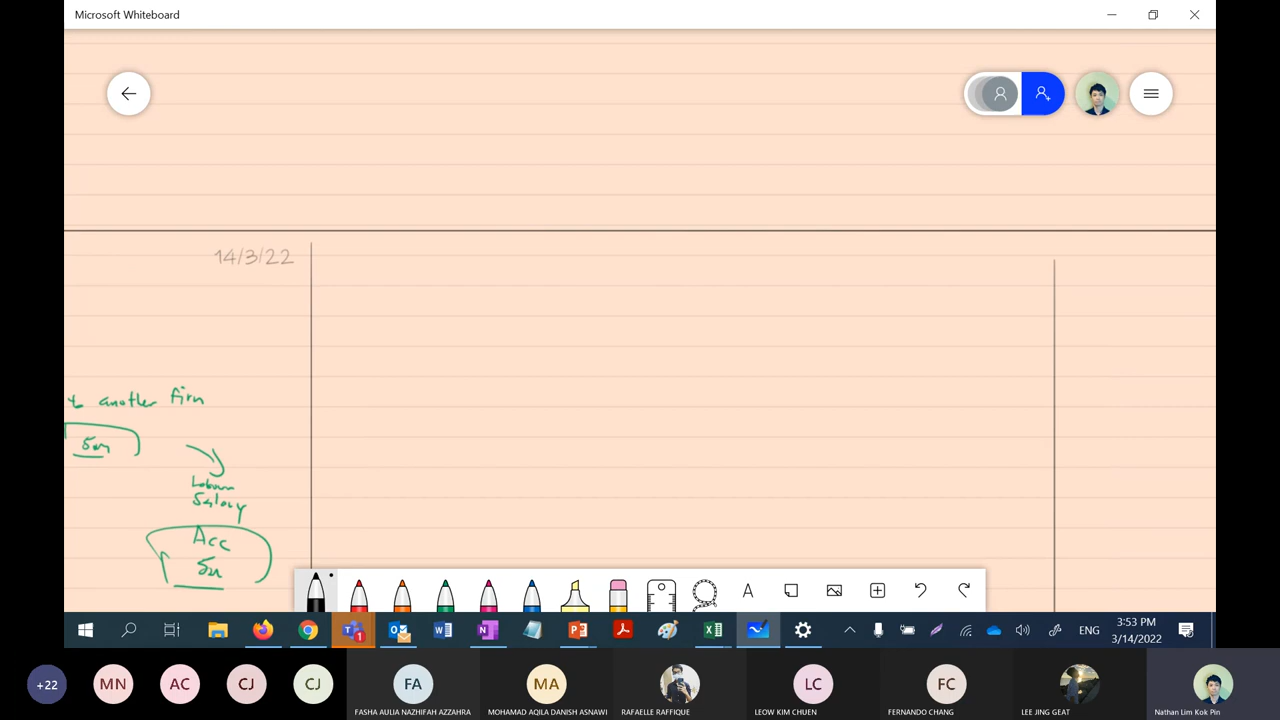 Microsoft Whiteboard
14/3/22
another firm
5m
Labour
Salary
Acc
5m
A
1
W
N
P
X
ENG
3:53 PM
3/14/2022
+22
MN
AC
CJ
CJ
FA
MA
LC
FC
FASHA AULIA NAZHIFAH AZZAHRA
MOHAMAD AQILA DANISH ASNAWI
RAFAELLE RAFFIQUE
LEOW KIM CHUEN
FERNANDO CHANG
LEE JING GEAT
Nathan Lim Kok Pin